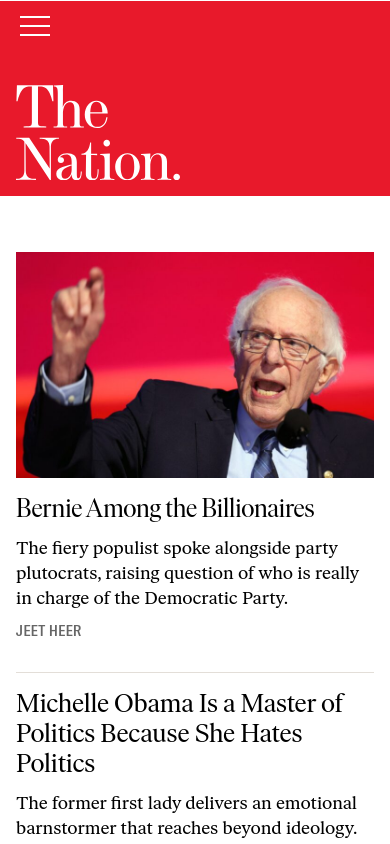 The
Nation.
Bernie Among the Billionaires
The fiery populist spoke alongside party
plutocrats, raising question of who is really
in charge of the Democratic Party.
JEET HEER
Michelle Obama Is a Master of
Politics Because She Hates
Politics
The former first lady delivers an emotional
barnstormer that reaches beyond ideology.